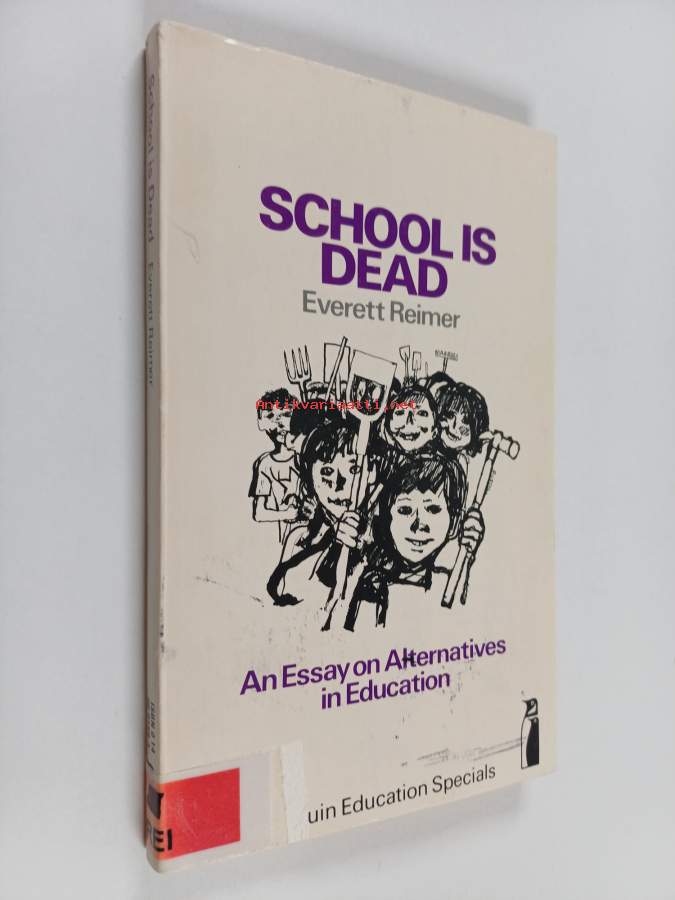 SCHOOL IS
DEAD
Everett Reimer
Antikvariaatti.net
An Essay on Alternatives
in Education
uin Education Specials
School is Dead Everett Reimer
REI